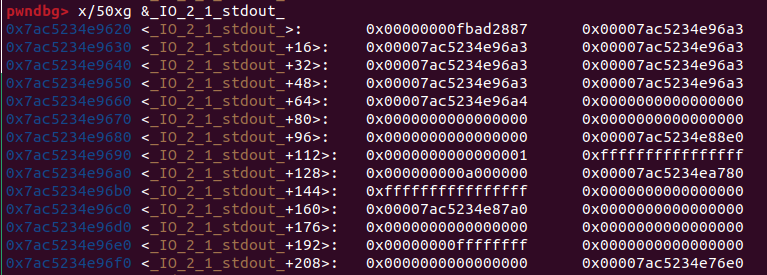 pwndbg> x/50xg &_IO_2_1_stdout_
0x7ac5234e9620 <_IO_2_1_stdout_>: 0x00000000fbad2887 0x00007ac5234e96a3
0x7ac5234e9630 <_IO_2_1_stdout_+16>: 0x00007ac5234e96a3 0x00007ac5234e96a3
0x7ac5234e9640 <_IO_2_1_stdout_+32>: 0x00007ac5234e96a3 0x00007ac5234e96a3
0x7ac5234e9650 <_IO_2_1_stdout_+48>: 0x00007ac5234e96a3 0x00007ac5234e96a3
0x7ac5234e9660 <_IO_2_1_stdout_+64>: 0x00007ac5234e96a4 0x0000000000000000
0x7ac5234e9670 <_IO_2_1_stdout_+80>: 0x0000000000000000 0x0000000000000000
0x7ac5234e9680 <_IO_2_1_stdout_+96>: 0x0000000000000000 0x00007ac5234e88e0
0x7ac5234e9690 <_IO_2_1_stdout_+112>: 0x0000000000000001 0xffffffffffffffff
0x7ac5234e96a0 <_IO_2_1_stdout_+128>: 0x000000000a000000 0x00007ac5234ea780
0x7ac5234e96b0 <_IO_2_1_stdout_+144>: 0xffffffffffffffff 0x0000000000000000
0x7ac5234e96c0 <_IO_2_1_stdout_+160>: 0x00007ac5234e87a0 0x0000000000000000
0x7ac5234e96d0 <_IO_2_1_stdout_+176>: 0x0000000000000000 0x0000000000000000
0x7ac5234e96e0 <_IO_2_1_stdout_+192>: 0x00000000ffffffff 0x0000000000000000
0x7ac5234e96f0 <_IO_2_1_stdout_+208>: 0x0000000000000000 0x00007ac5234e76e0